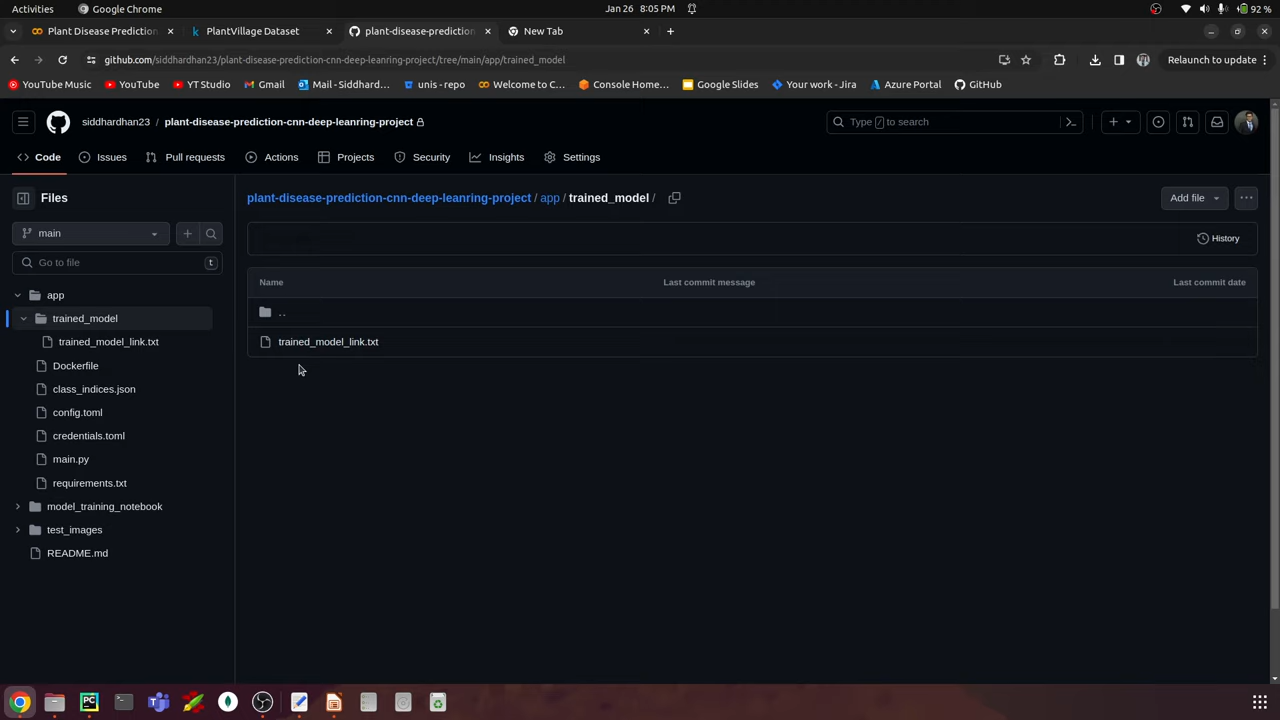 Activities Google Chrome Jan 26 8:05 PM 92 %
Plant Disease Prediction PlantVillage Dataset plant-disease-prediction New Tab
github.com/siddhardhan23/plant-disease-prediction-cnn-deep-leanring-project/tree/main/app/trained_model Relaunch to update
YouTube Music YouTube YT Studio Gmail Mail - Siddhard... unis - repo Welcome to C... Console Home... Google Slides Your work - Jira Azure Portal GitHub
siddhardhan23 / plant-disease-prediction-cnn-deep-leanring-project Type / to search
Code Issues Pull requests Actions Projects Security Insights Settings
Files
plant-disease-prediction-cnn-deep-leanring-project / app / trained_model / Add file
main
History
Go to file t
Name Last commit message Last commit date
app
..
trained_model
trained_model_link.txt
trained_model_link.txt
Dockerfile
class_indices.json
config.toml
credentials.toml
main.py
requirements.txt
model_training_notebook
test_images
README.md